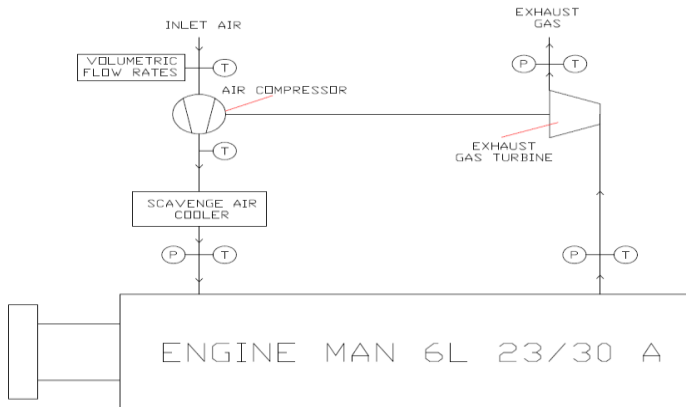 INLET AIR
EXHAUST
GAS
VOLUMETRIC
FLOW RATES
T
P
T
AIR COMPRESSOR
T
EXHAUST
GAS TURBINE
SCAVENGE AIR
COOLER
P
T
P
T
ENGINE MAN 6L 23/30 A